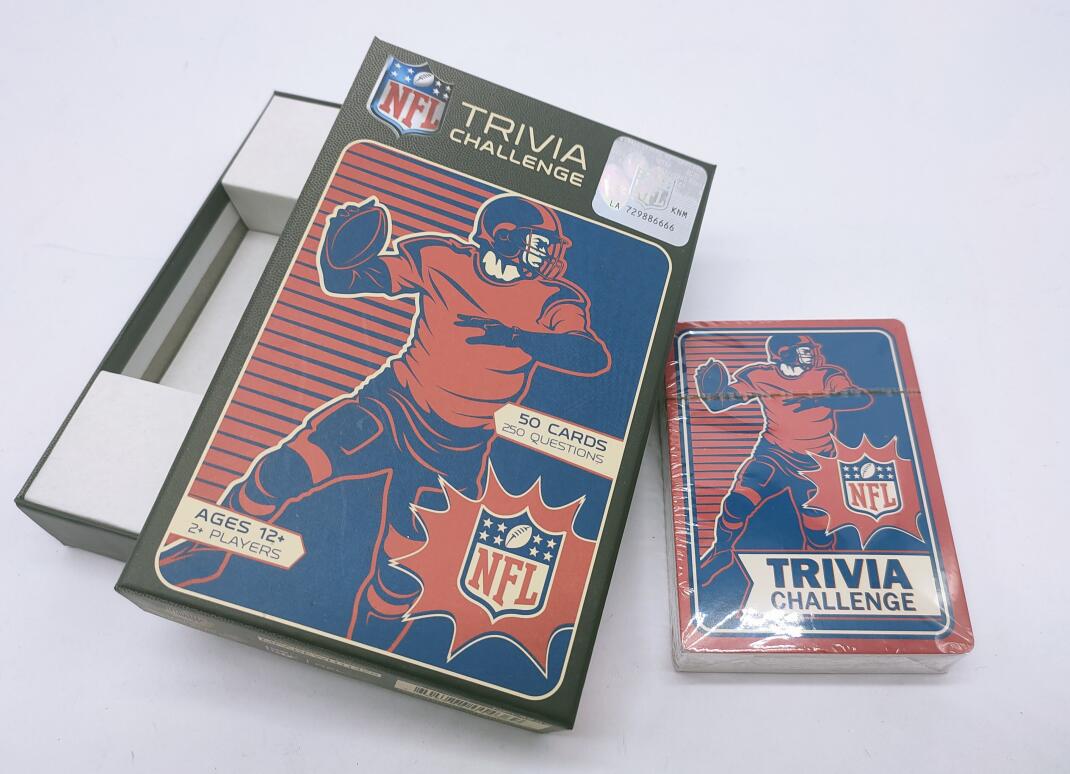 NFL
TRIVIA
CHALLENGE
NFL
LA 729886666 KNM
50 CARDS
250 QUESTIONS
AGES 12+
2+ PLAYERS
NFL
NFL
TRIVIA
CHALLENGE